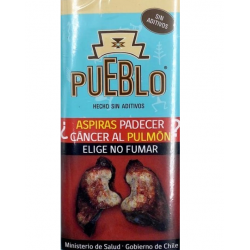 SIN
ADITIVOS
PUEBLO
HECHO SIN ADITIVOS
¿ASPIRAS PADECER
CÁNCER AL PULMÓN?
ELIGE NO FUMAR
Ministerio de Salud · Gobierno de Chile